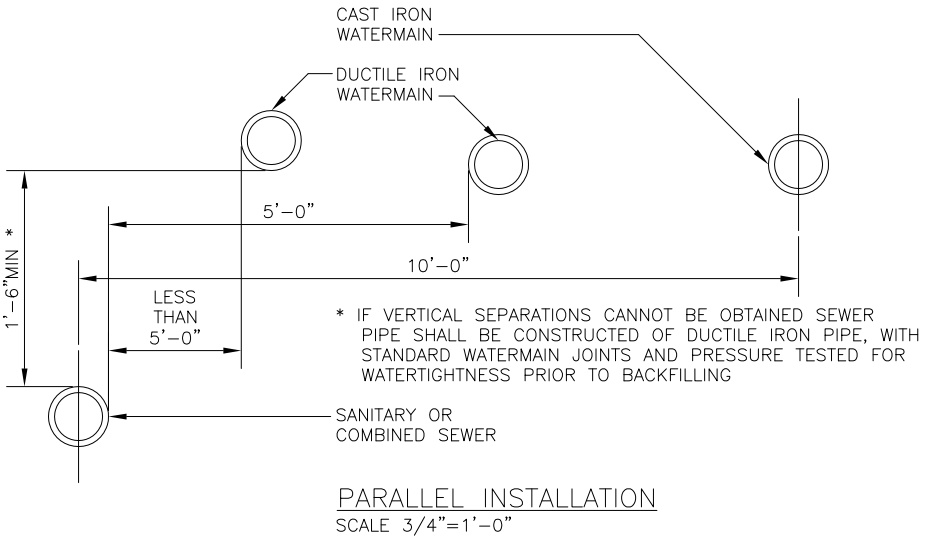 CAST IRON
WATERMAIN
DUCTILE IRON
WATERMAIN
5'-0"
1'-6"MIN *
10'-0"
LESS
THAN
5'-0"
* IF VERTICAL SEPARATIONS CANNOT BE OBTAINED SEWER
PIPE SHALL BE CONSTRUCTED OF DUCTILE IRON PIPE, WITH
STANDARD WATERMAIN JOINTS AND PRESSURE TESTED FOR
WATERTIGHTNESS PRIOR TO BACKFILLING
SANITARY OR
COMBINED SEWER
PARALLEL INSTALLATION
SCALE 3/4"=1'-0"